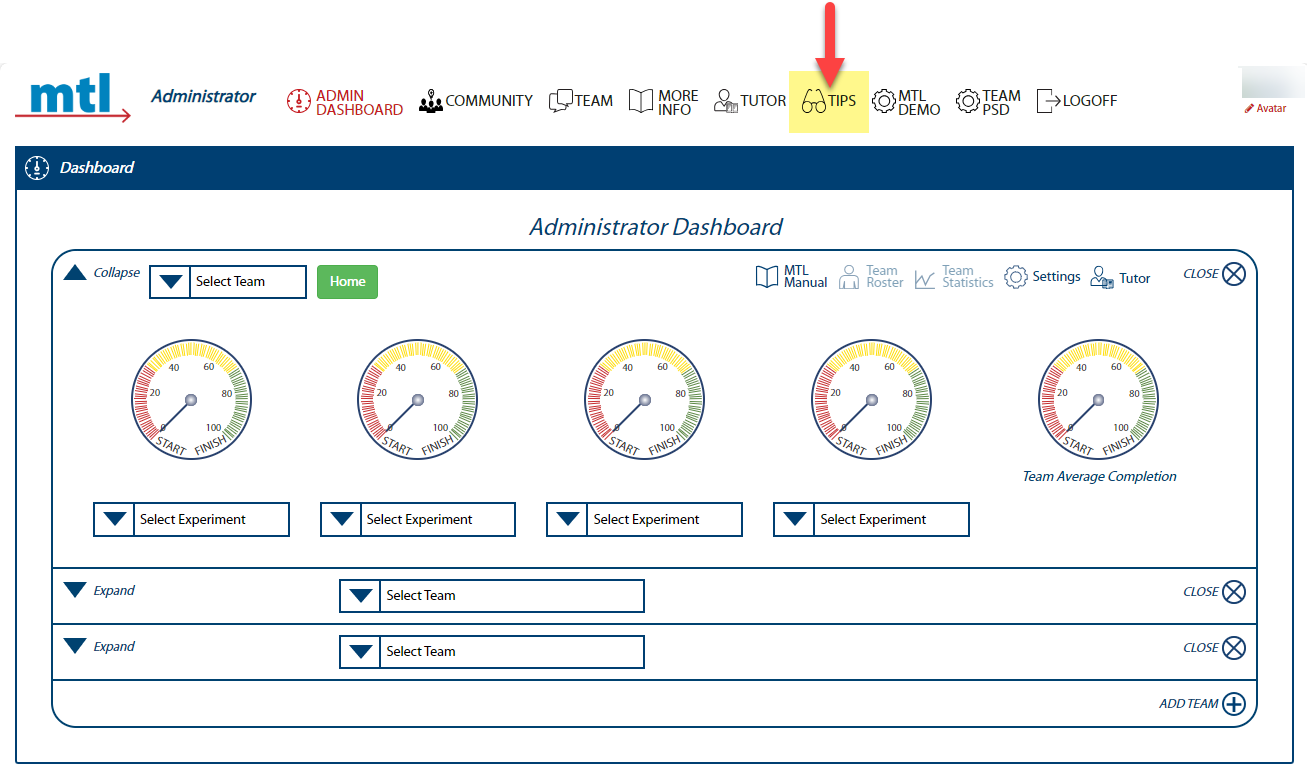 mtl
Administrator
ADMIN
DASHBOARD
COMMUNITY
TEAM
MORE
INFO
TUTOR
TIPS
MTL
DEMO
TEAM
PSD
LOGOFF
Avatar
Dashboard
Administrator Dashboard
Collapse
Select Team
Home
MTL
Manual
Team
Roster
Team
Statistics
Settings
Tutor
CLOSE
0 20 40 60 80 100
START FINISH
0 20 40 60 80 100
START FINISH
0 20 40 60 80 100
START FINISH
0 20 40 60 80 100
START FINISH
0 20 40 60 80 100
START FINISH
Team Average Completion
Select Experiment
Select Experiment
Select Experiment
Select Experiment
Expand
Select Team
CLOSE
Expand
Select Team
CLOSE
ADD TEAM